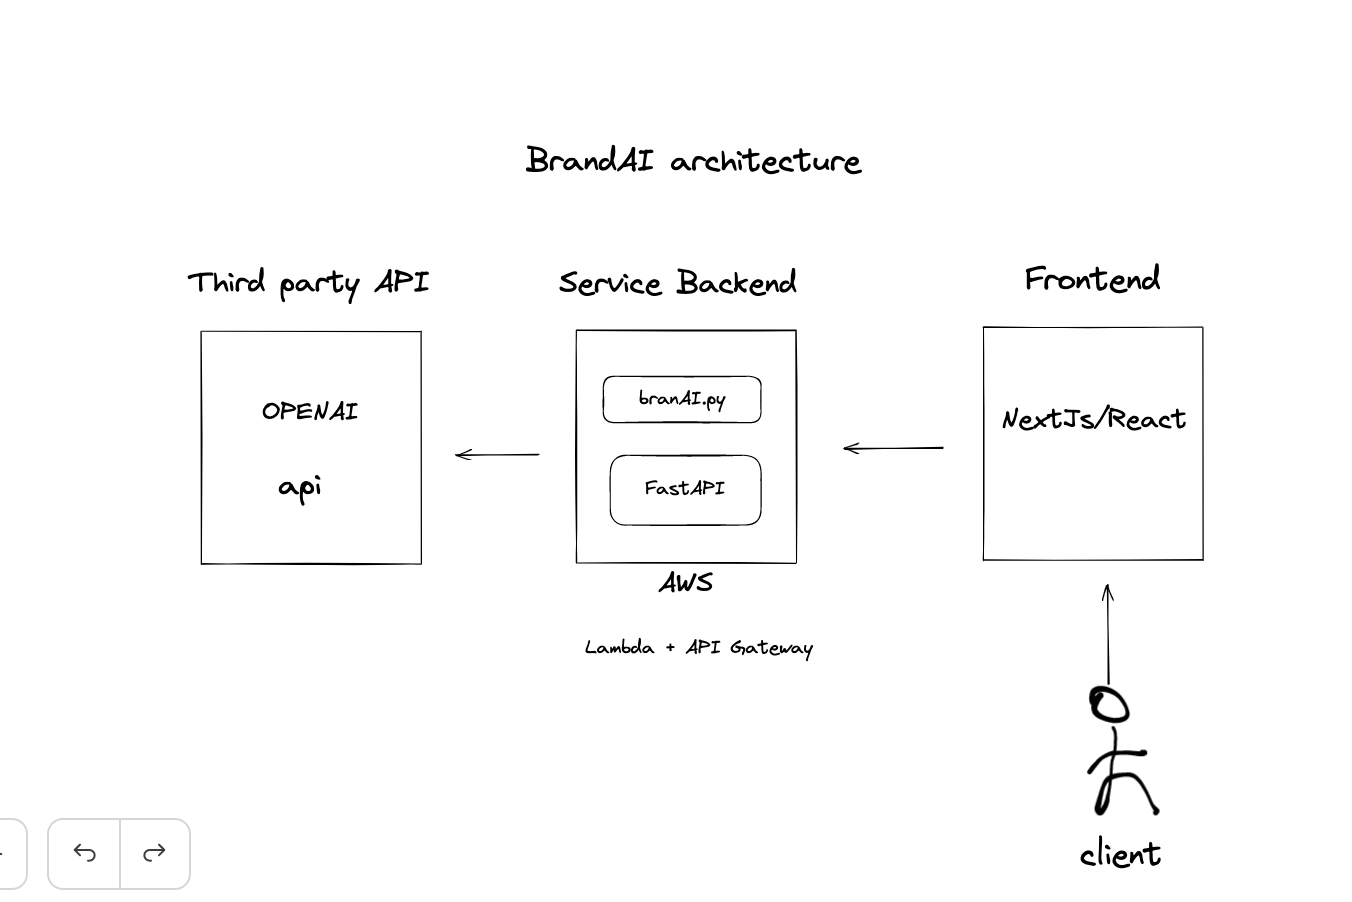 BrandAI architecture
Third party API
Service Backend
Frontend
OPENAI
api
branAI.py
FastAPI
NextJs/React
AWS
Lambda + API Gateway
client